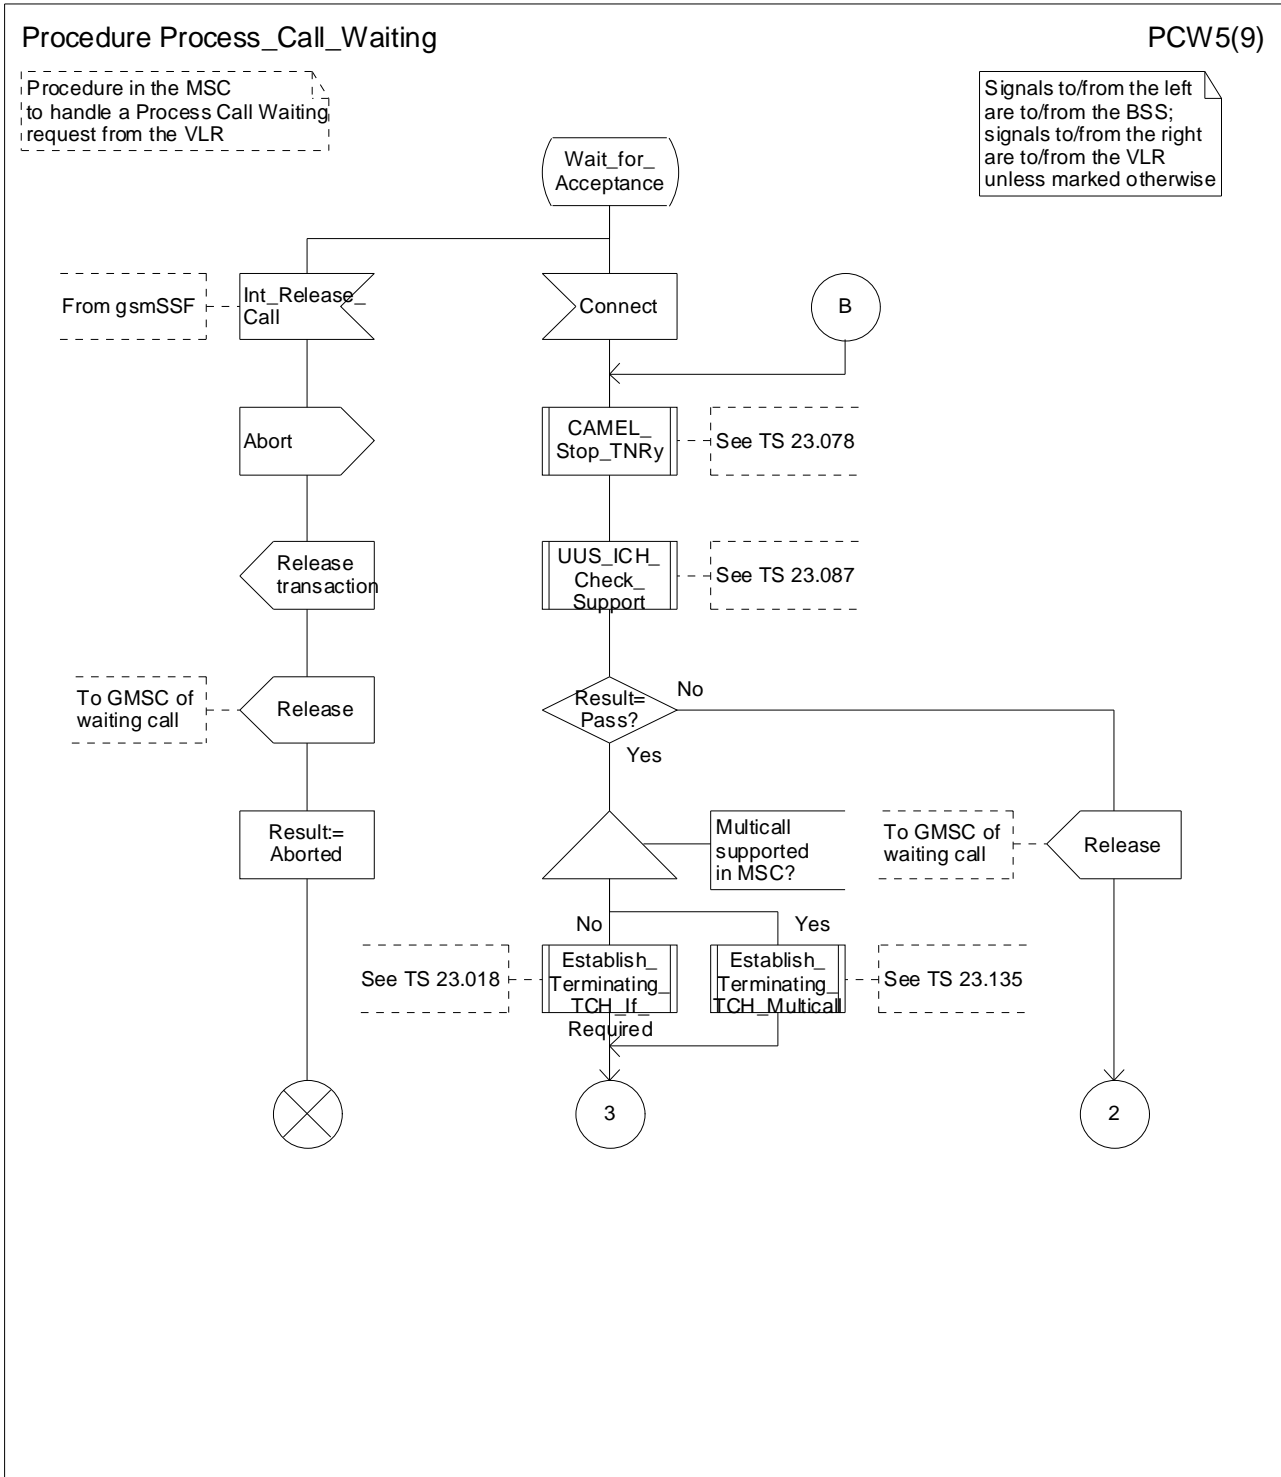 Procedure Process_Call_Waiting
PCW5(9)
Procedure in the MSC
to handle a Process Call Waiting
request from the VLR
Signals to/from the left
are to/from the BSS;
signals to/from the right
are to/from the VLR
unless marked otherwise
Wait_for_
Acceptance
From gsmSSF
Int_Release_
Call
Connect
B
Abort
CAMEL_
Stop_TNRy
See TS 23.078
Release
transaction
UUS_ICH_
Check_
Support
See TS 23.087
To GMSC of
waiting call
Release
Result=
Pass?
No
Yes
Result:=
Aborted
Multicall
supported
in MSC?
To GMSC of
waiting call
Release
No
Yes
See TS 23.018
Establish_
Terminating_
TCH_If_
Required
Establish_
Terminating_
TCH_Multicall
See TS 23.135
3
2